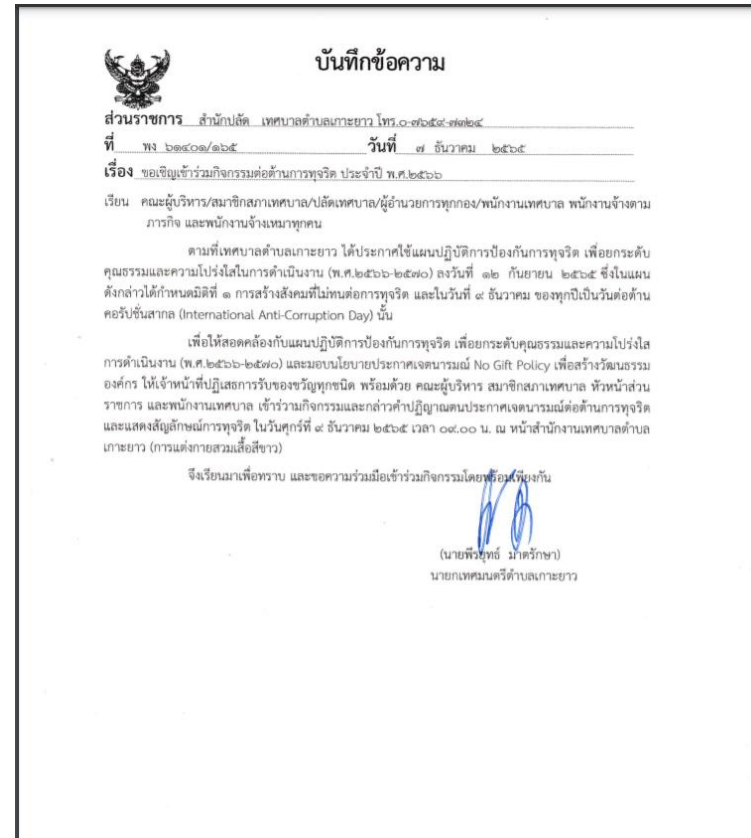 บันทึกข้อความ
ส่วนราชการ สำนักปลัด เทศบาลตำบลเกาะยาว โทร.๐-๗๖๕๙-๗๗๒๔
ที่ พง ๖๑๔๐๑/๑๖๕ วันที่ ๗ ธันวาคม ๒๕๖๕
เรื่อง ขอเชิญเข้าร่วมกิจกรรมต่อต้านการทุจริต ประจำปี พ.ศ.๒๕๖๖
เรียน คณะผู้บริหาร/สมาชิกสภาเทศบาล/ปลัดเทศบาล/ผู้อำนวยการทุกกอง/พนักงานเทศบาล พนักงานจ้างตาม
ภารกิจ และพนักงานจ้างเหมาทุกคน
ตามที่เทศบาลตำบลเกาะยาว ได้ประกาศใช้แผนปฏิบัติการป้องกันการทุจริต เพื่อยกระดับ
คุณธรรมและความโปร่งใสในการดำเนินงาน (พ.ศ.๒๕๖๖-๒๕๗๐) ลงวันที่ ๑๒ กันยายน ๒๕๖๕ ซึ่งในแผน
ดังกล่าวได้กำหนดมิติที่ ๑ การสร้างสังคมที่ไม่ทนต่อการทุจริต และในวันที่ ๙ ธันวาคม ของทุกปีเป็นวันต่อต้าน
คอรัปชั่นสากล (International Anti-Corruption Day) นั้น
เพื่อให้สอดคล้องกับแผนปฏิบัติการป้องกันการทุจริต เพื่อยกระดับคุณธรรมและความโปร่งใส
การดำเนินงาน (พ.ศ.๒๕๖๖-๒๕๗๐) และมอบนโยบายประกาศเจตนารมณ์ No Gift Policy เพื่อสร้างวัฒนธรรม
องค์กร ให้เจ้าหน้าที่ปฏิเสธการรับของขวัญทุกชนิด พร้อมด้วย คณะผู้บริหาร สมาชิกสภาเทศบาล หัวหน้าส่วน
ราชการ และพนักงานเทศบาล เข้าร่วามกิจกรรมและกล่าวคำปฏิญาณตนประกาศเจตนารมณ์ต่อต้านการทุจริต
และแสดงสัญลักษณ์การทุจริต ในวันศุกร์ที่ ๙ ธันวาคม ๒๕๖๕ เวลา ๐๙.๐๐ น. ณ หน้าสำนักงานเทศบาลตำบล
เกาะยาว (การแต่งกายสวมเสื้อสีขาว)
จึงเรียนมาเพื่อทราบ และขอความร่วมมือเข้าร่วมกิจกรรมโดยพร้อมเพียงกัน
(นายพีรยุทธ์ มาตรักษา)
นายกเทศมนตรีตำบลเกาะยาว